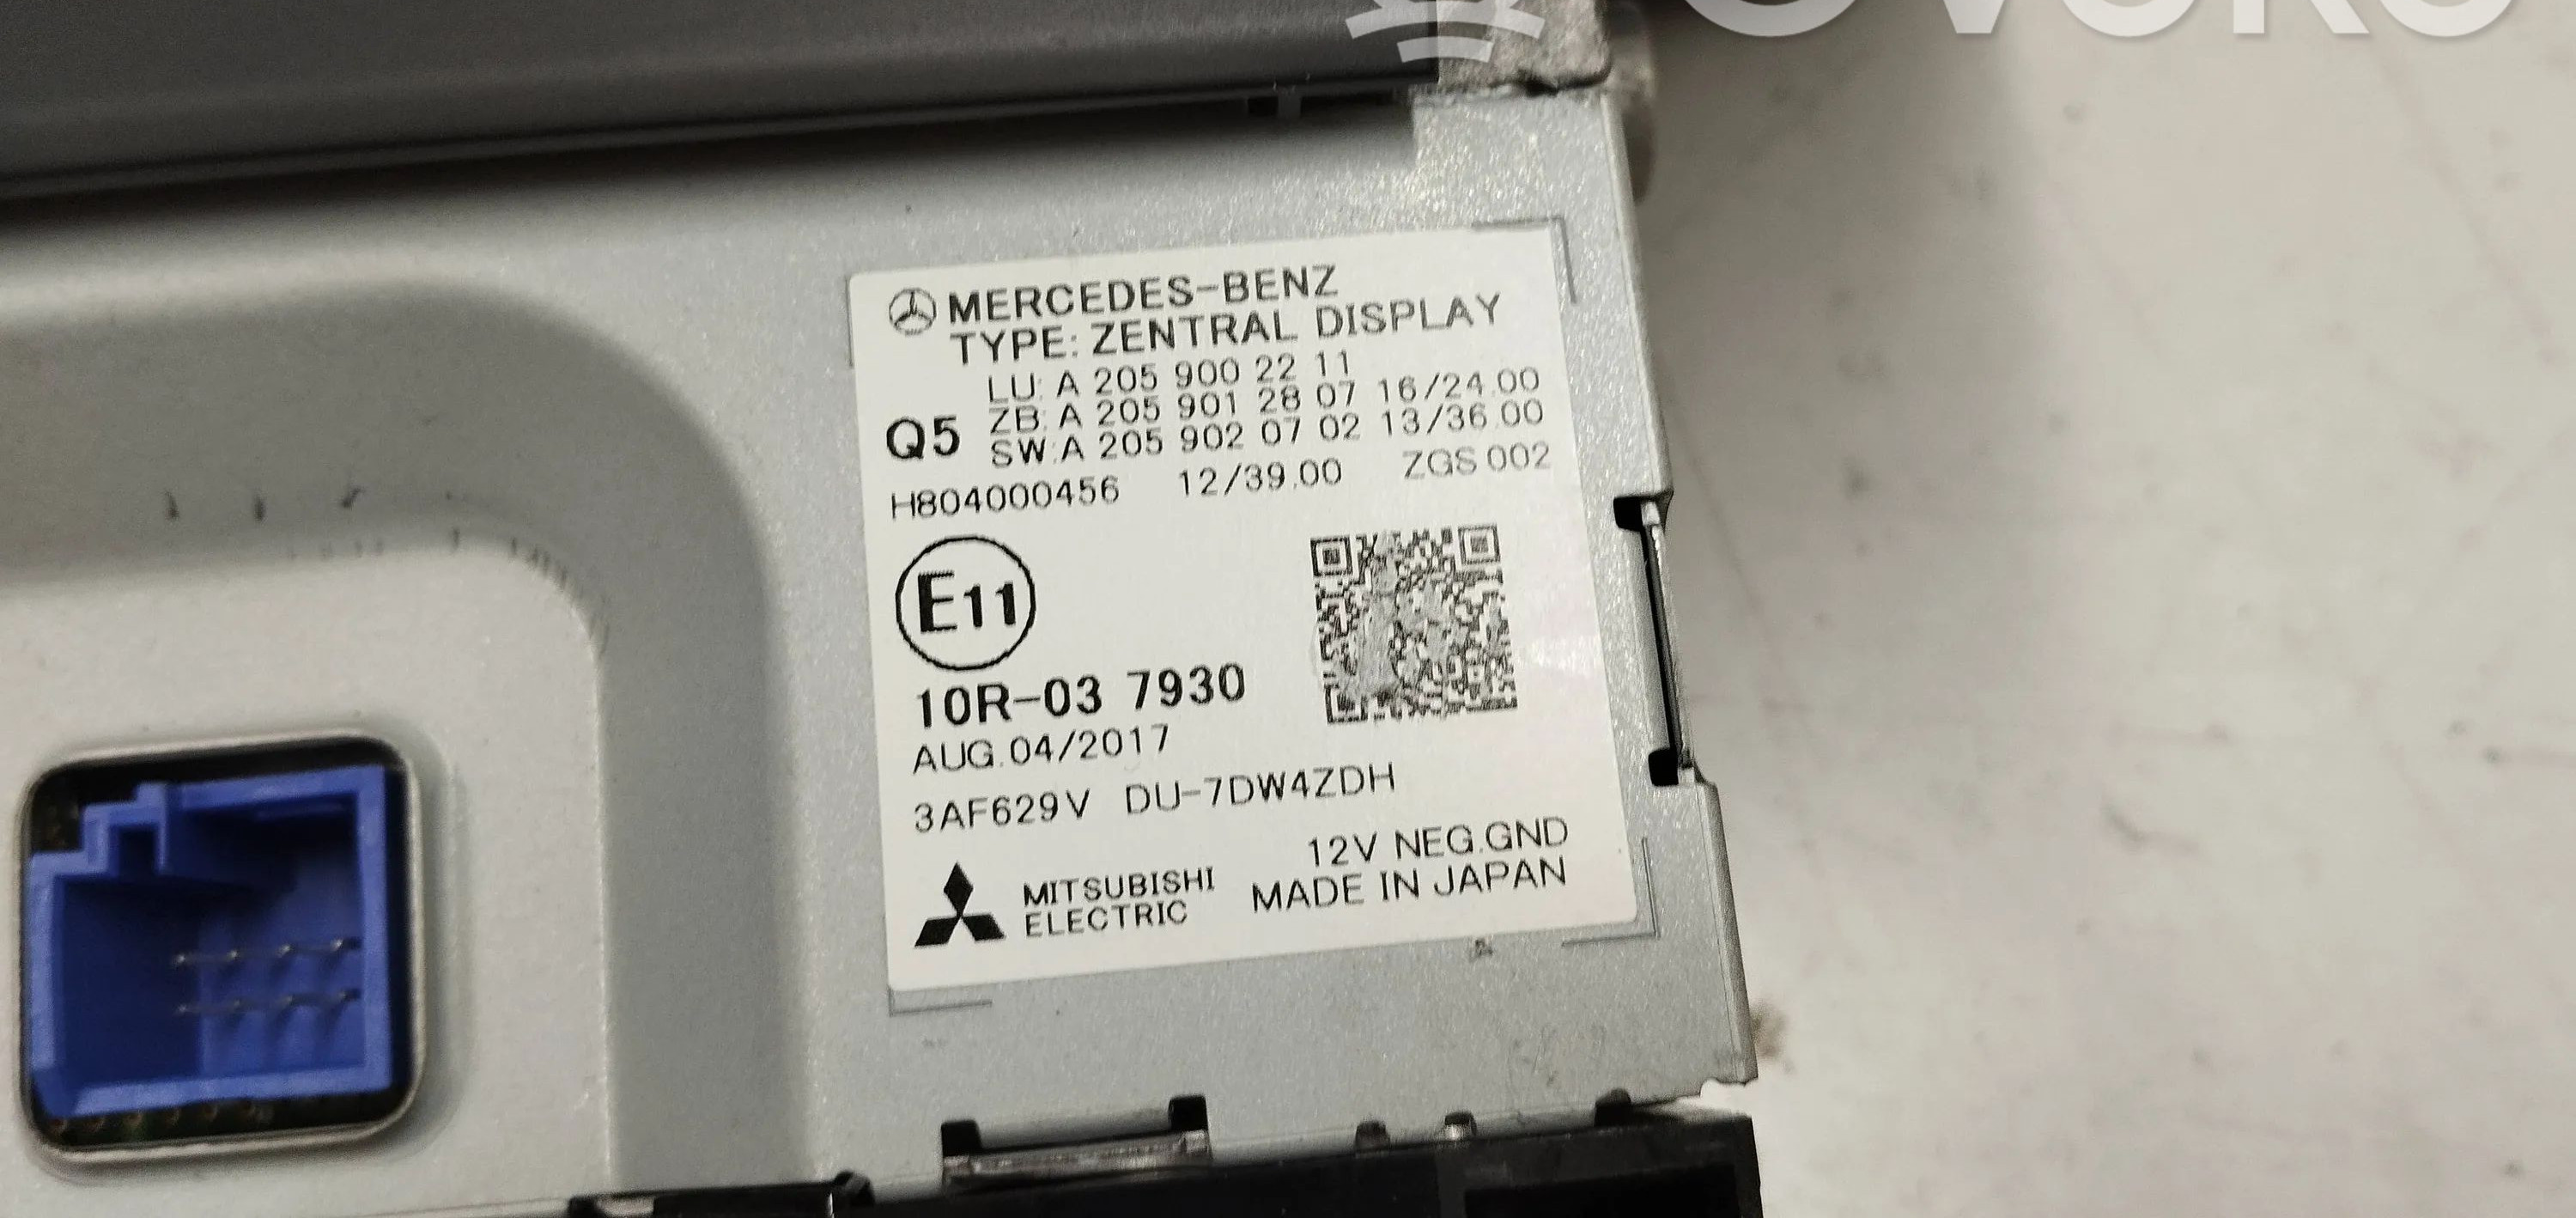 MERCEDES-BENZ
TYPE: ZENTRAL DISPLAY
LU: A 205 900 22 11
Q5 ZB: A 205 901 28 07 16/24.00
SW:A 205 902 07 02 13/36.00
H804000456 12/39.00 ZGS 002
E11
10R-03 7930
AUG.04/2017
3AF629V DU-7DW4ZDH
12V NEG.GND
MITSUBISHI
ELECTRIC
MADE IN JAPAN